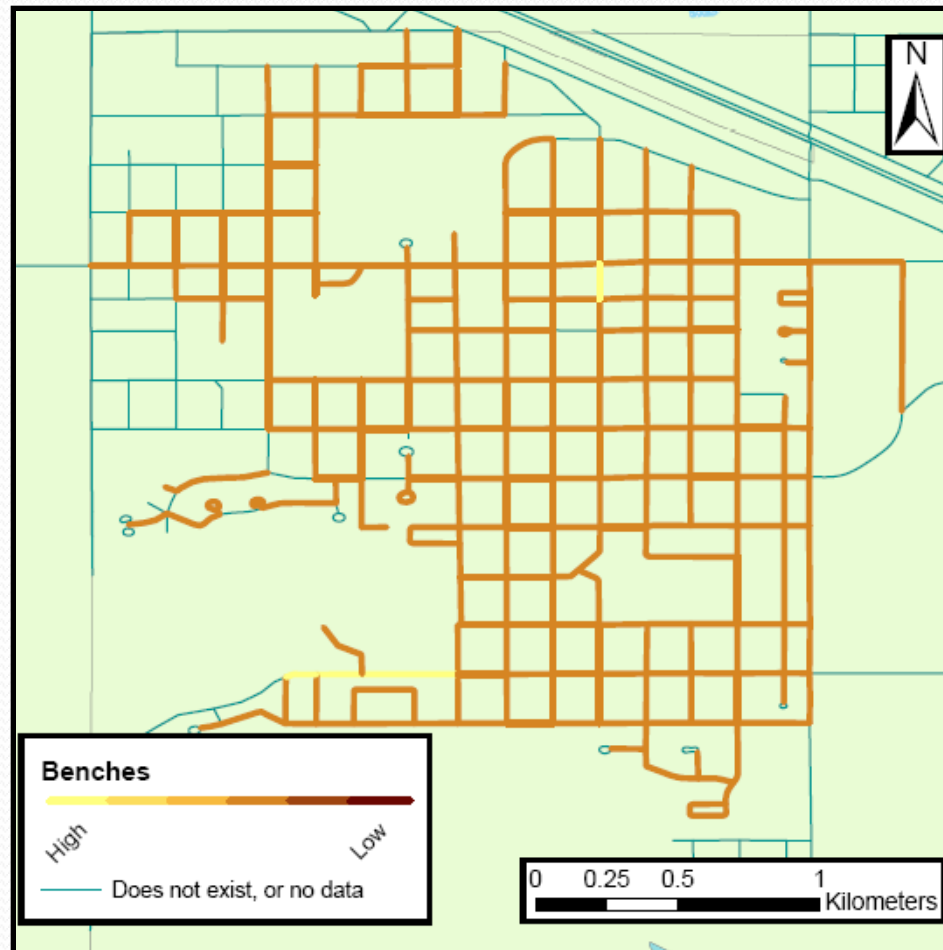 N
Benches
High
Low
Does not exist, or no data
0 0.25 0.5 1
Kilometers